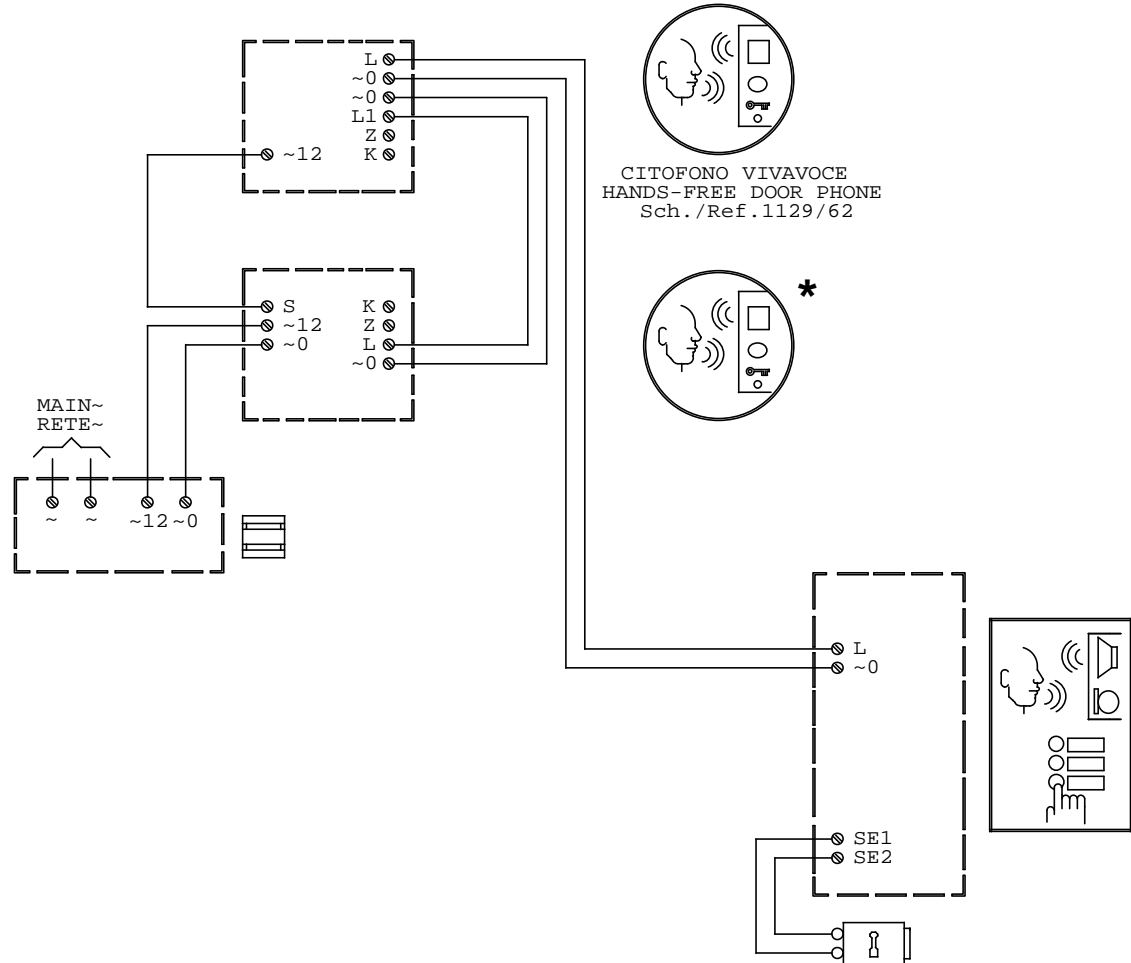 L
~0
~0
L1
Z
~12 K
CITOFONO VIVAVOCE
HANDS-FREE DOOR PHONE
Sch./Ref.1129/62
*
S K
~12 Z
~0 L
~0
MAIN~
RETE~
~ ~ ~12 ~0
L
~0
SE1
SE2